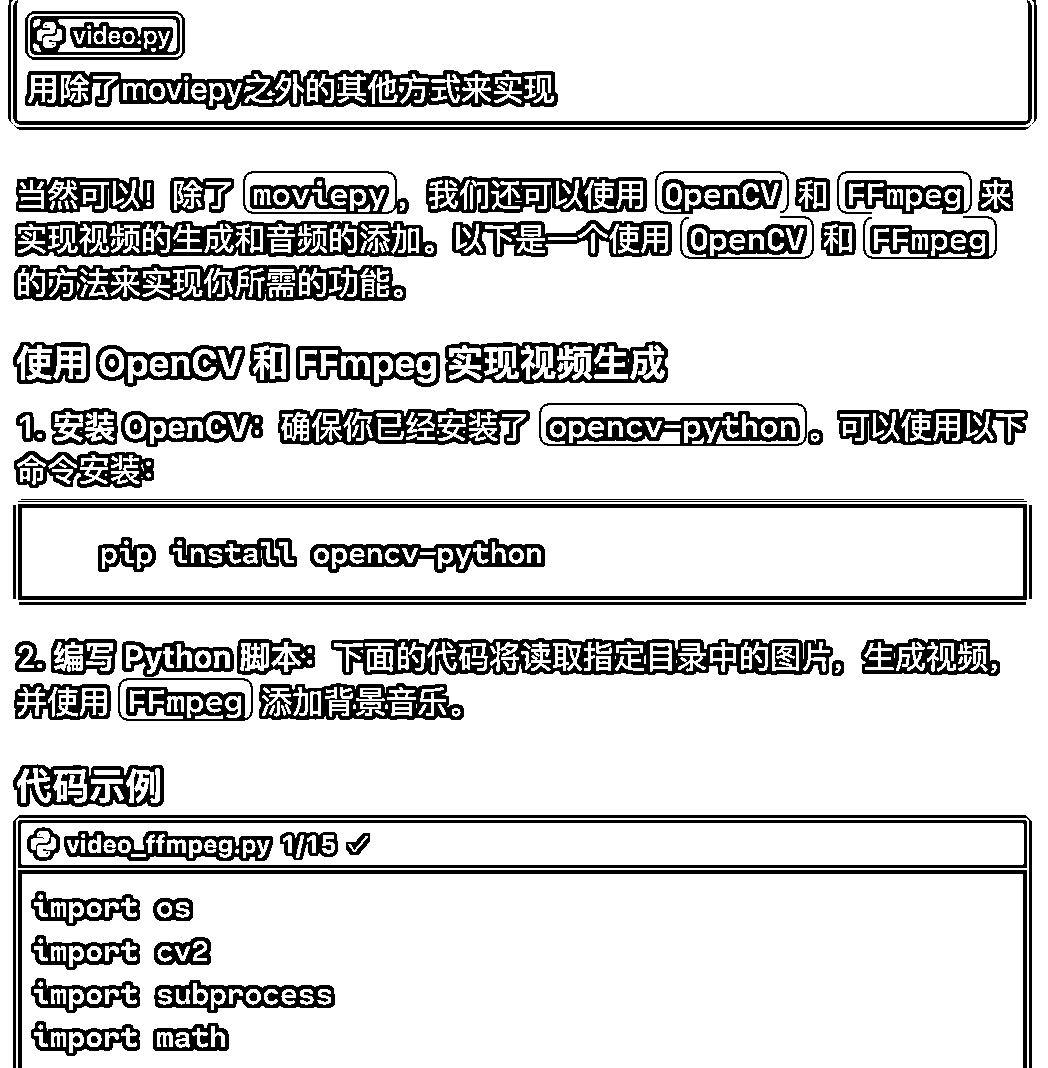 video.py
用除了moviepy之外的其他方式来实现
当然可以！除了 moviepy，我们还可以使用 OpenCV 和 FFmpeg 来
实现视频的生成和音频的添加。以下是一个使用 OpenCV 和 FFmpeg
的方法来实现你所需的功能。
使用 OpenCV 和 FFmpeg 实现视频生成
1. 安装 OpenCV：确保你已经安装了 opencv-python。可以使用以下
命令安装：
pip install opencv-python
2. 编写 Python 脚本：下面的代码将读取指定目录中的图片，生成视频，
并使用 FFmpeg 添加背景音乐。
代码示例
video_ffmpeg.py 1/15 ✓
import os
import cv2
import subprocess
import math